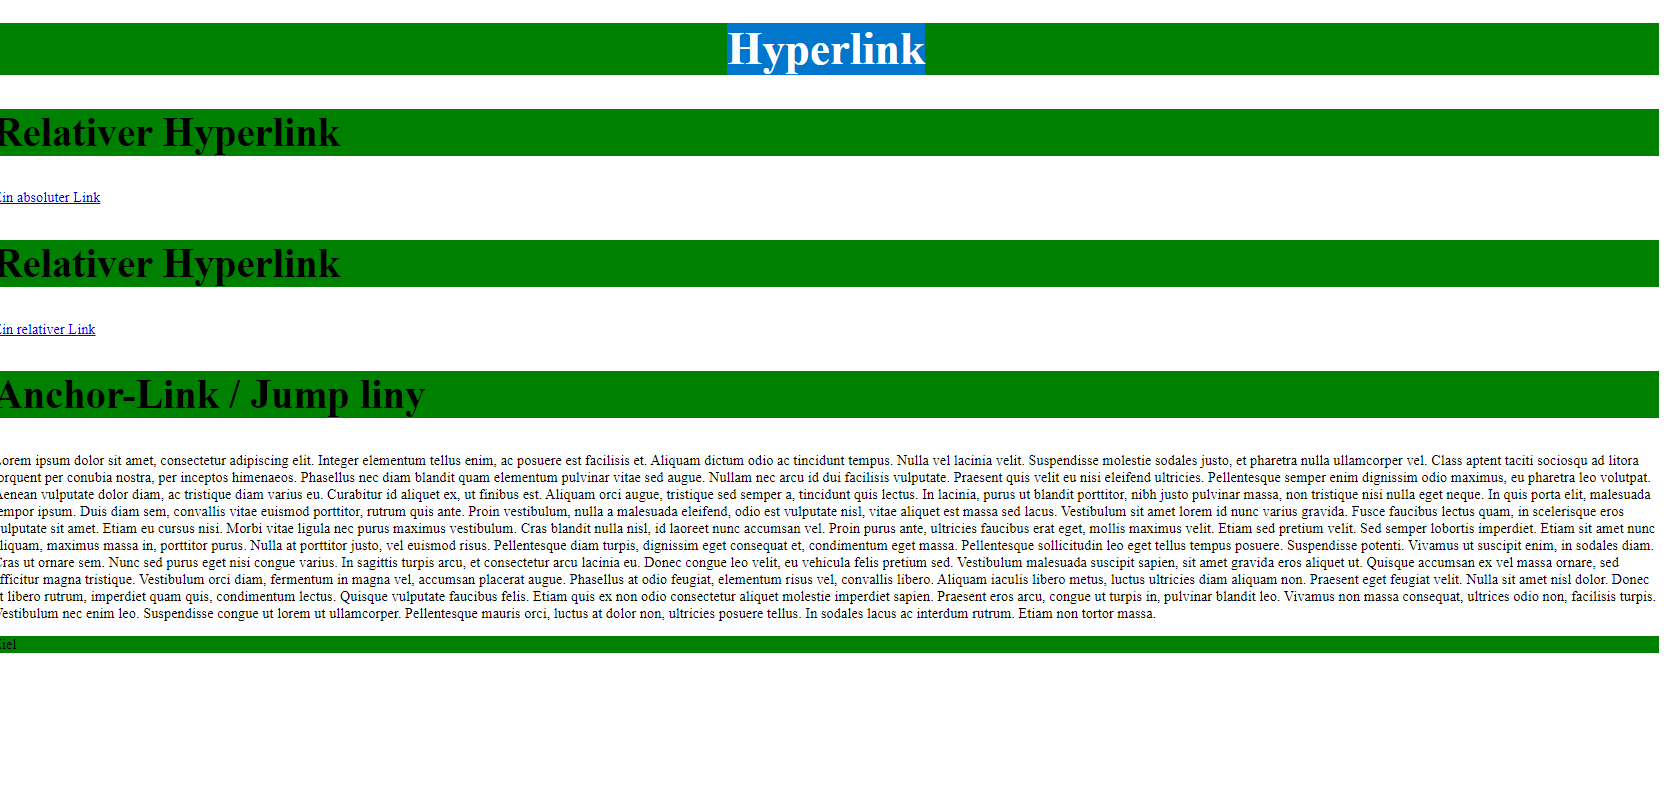 Hyperlink
Relativer Hyperlink
Ein absoluter Link
Relativer Hyperlink
Ein relativer Link
Anchor-Link / Jump liny
Lorem ipsum dolor sit amet, consectetur adipiscing elit. Integer elementum tellus enim, ac posuere est facilisis et. Aliquam dictum odio ac tincidunt tempus. Nulla vel lacinia velit. Suspendisse molestie sodales justo, et pharetra nulla ullamcorper vel. Class aptent taciti sociosqu ad litora
torquent per conubia nostra, per inceptos himenaeos. Phasellus nec diam blandit quam elementum pulvinar vitae sed augue. Nullam nec arcu id dui facilisis vulputate. Praesent quis velit eu nisi eleifend ultricies. Pellentesque semper enim dignissim odio maximus, eu pharetra leo volutpat.
Aenean vulputate dolor diam, ac tristique diam varius eu. Curabitur id aliquet ex, ut finibus est. Aliquam orci augue, tristique sed semper a, tincidunt quis lectus. In lacinia, purus ut blandit porttitor, nibh justo pulvinar massa, non tristique nisi nulla eget neque. In quis porta elit, malesuada
tempor ipsum. Duis diam sem, convallis vitae euismod porttitor, rutrum quis ante. Proin vestibulum, nulla a malesuada eleifend, odio est vulputate nisl, vitae aliquet est massa sed lacus. Vestibulum sit amet lorem id nunc varius gravida. Fusce faucibus lectus quam, in scelerisque eros
vulputate sit amet. Etiam eu cursus nisi. Morbi vitae ligula nec purus maximus vestibulum. Cras blandit nulla nisl, id laoreet nunc accumsan vel. Proin purus ante, ultricies faucibus erat eget, mollis maximus velit. Etiam sed pretium velit. Sed semper lobortis imperdiet. Etiam sit amet nunc
aliquam, maximus massa in, porttitor purus. Nulla at porttitor justo, vel euismod risus. Pellentesque diam turpis, dignissim eget consequat et, condimentum eget massa. Pellentesque sollicitudin leo eget tellus tempus posuere. Suspendisse potenti. Vivamus ut suscipit enim, in sodales diam.
Cras ut ornare sem. Nunc sed purus eget nisi congue varius. In sagittis turpis arcu, et consectetur arcu lacinia eu. Donec congue leo velit, eu vehicula felis pretium sed. Vestibulum malesuada suscipit sapien, sit amet gravida eros aliquet ut. Quisque accumsan ex vel massa ornare, sed
efficitur magna tristique. Vestibulum orci diam, fermentum in magna vel, accumsan placerat augue. Phasellus at odio feugiat, elementum risus vel, convallis libero. Aliquam iaculis libero metus, luctus ultricies diam aliquam non. Praesent eget feugiat velit. Nulla sit amet nisl dolor. Donec
et libero rutrum, imperdiet quam quis, condimentum lectus. Quisque vulputate faucibus felis. Etiam quis ex non odio consectetur aliquet molestie imperdiet sapien. Praesent eros arcu, congue ut turpis in, pulvinar blandit leo. Vivamus non massa consequat, ultrices odio non, facilisis turpis.
Vestibulum nec enim leo. Suspendisse congue ut lorem ut ullamcorper. Pellentesque mauris orci, luctus at dolor non, ultricies posuere tellus. In sodales lacus ac interdum rutrum. Etiam non tortor massa.
Ziel